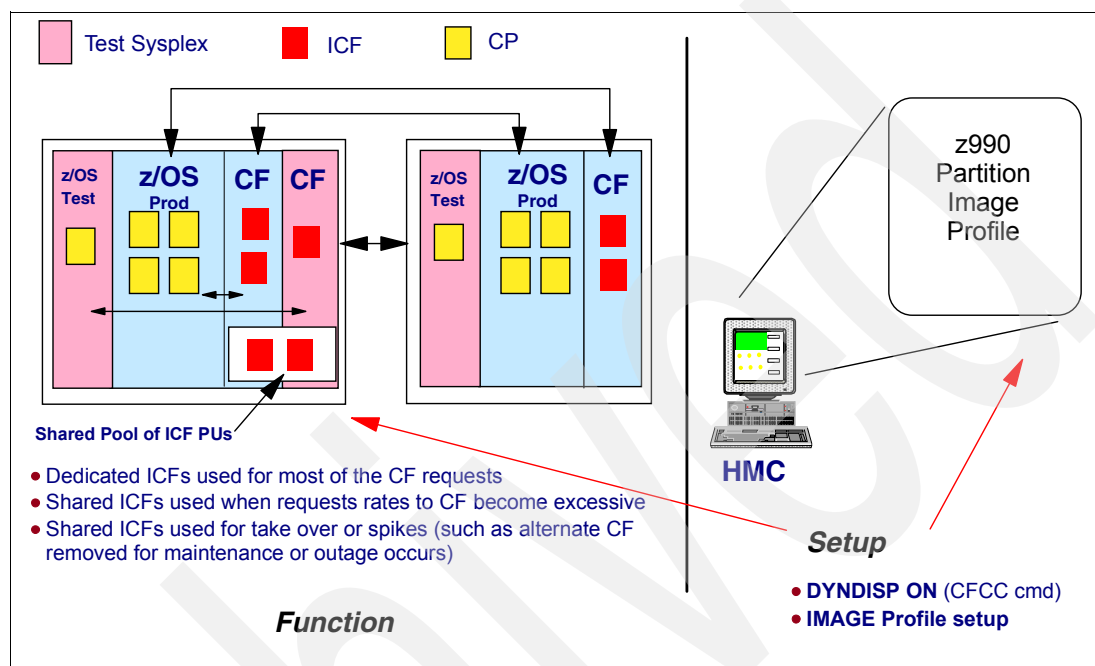 Test Sysplex
ICF
CP
z/OS
Test
z/OS
Prod
CF
CF
z/OS
Test
z/OS
Prod
CF
Shared Pool of ICF PUs
• Dedicated ICFs used for most of the CF requests
• Shared ICFs used when requests rates to CF become excessive
• Shared ICFs used for take over or spikes (such as alternate CF
removed for maintenance or outage occurs)
Function
z990
Partition
Image
Profile
HMC
Setup
• DYNDISP ON (CFCC cmd)
• IMAGE Profile setup